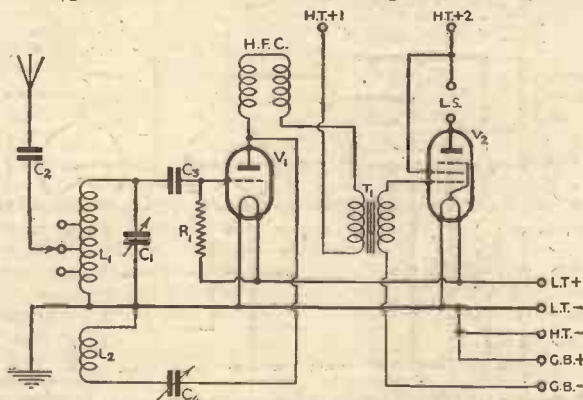 H.T.+1
H.T.+2
H.F.C.
L.S.
C2
C3
V1
V2
T1
L1
C1
R1
L.T.+
L.T.-
H.T.-
L2
C4
G.B.+
G.B.-